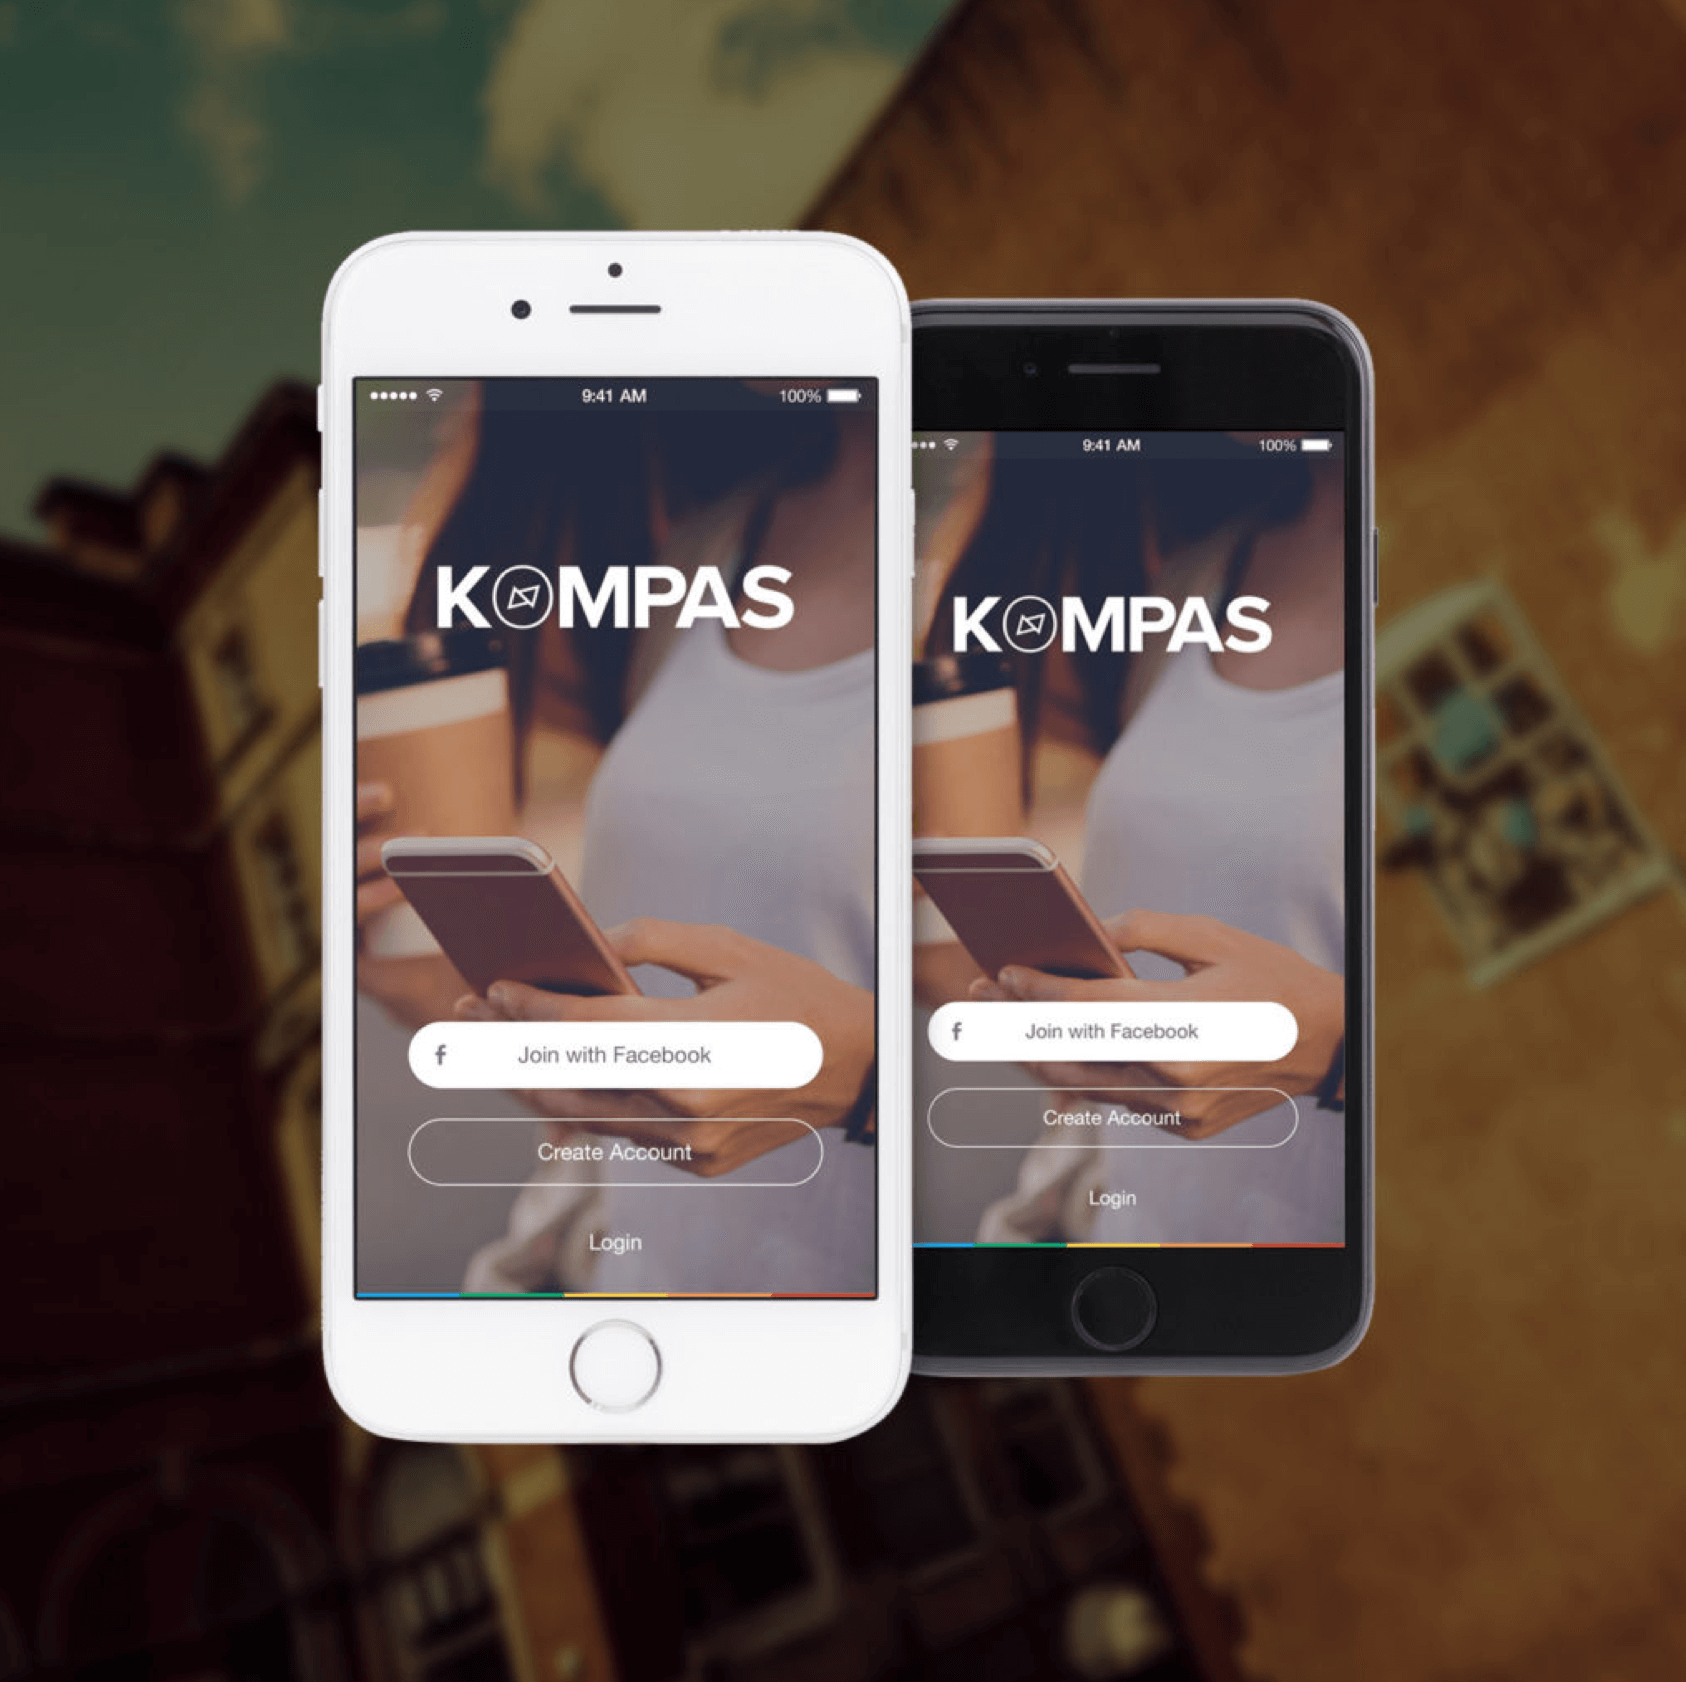 9:41 AM 100%
KOMPAS
f Join with Facebook
Create Account
Login
9:41 AM 100%
KOMPAS
f Join with Facebook
Create Account
Login